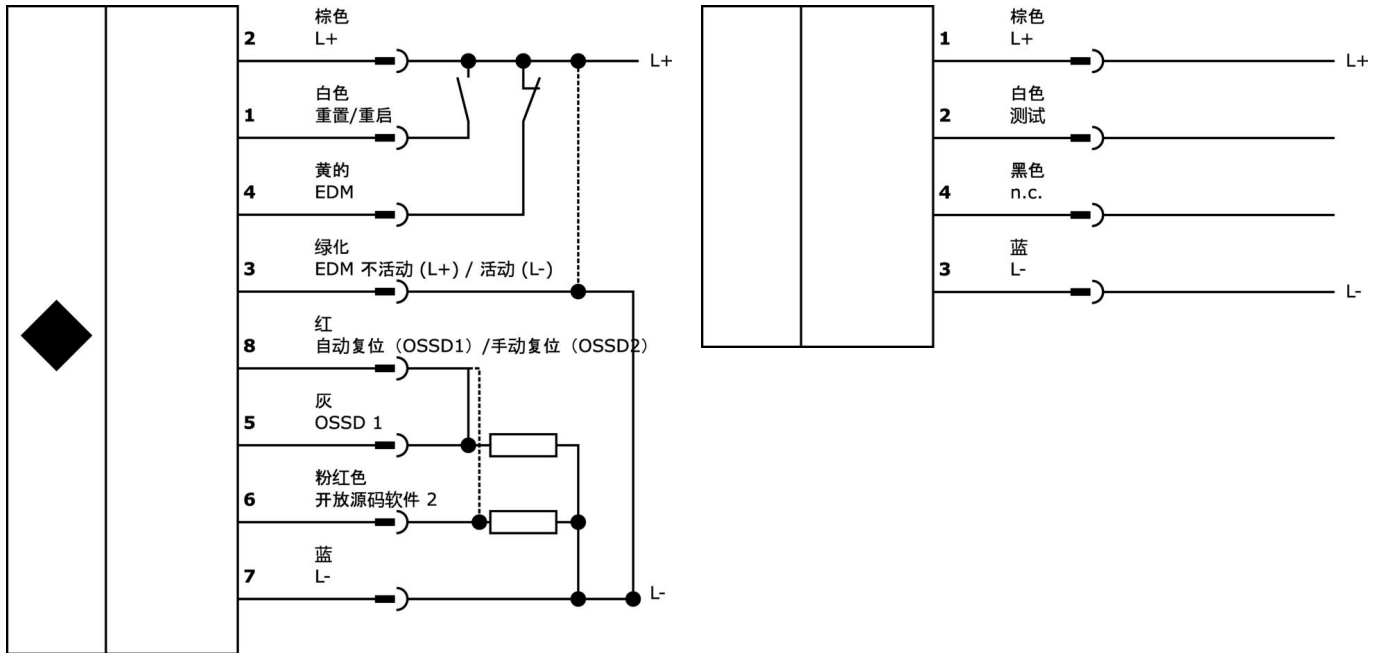 棕色
2 L+
L+
白色
1 重置/重启
黄的
4 EDM
绿化
3 EDM 不活动 (L+) / 活动 (L-)
红
8 自动复位（OSSD1）/手动复位（OSSD2）
灰
5 OSSD 1
粉红色
6 开放源码软件 2
蓝
7 L-
L-
棕色
1 L+
L+
白色
2 测试
黑色
4 n.c.
蓝
3 L-
L-